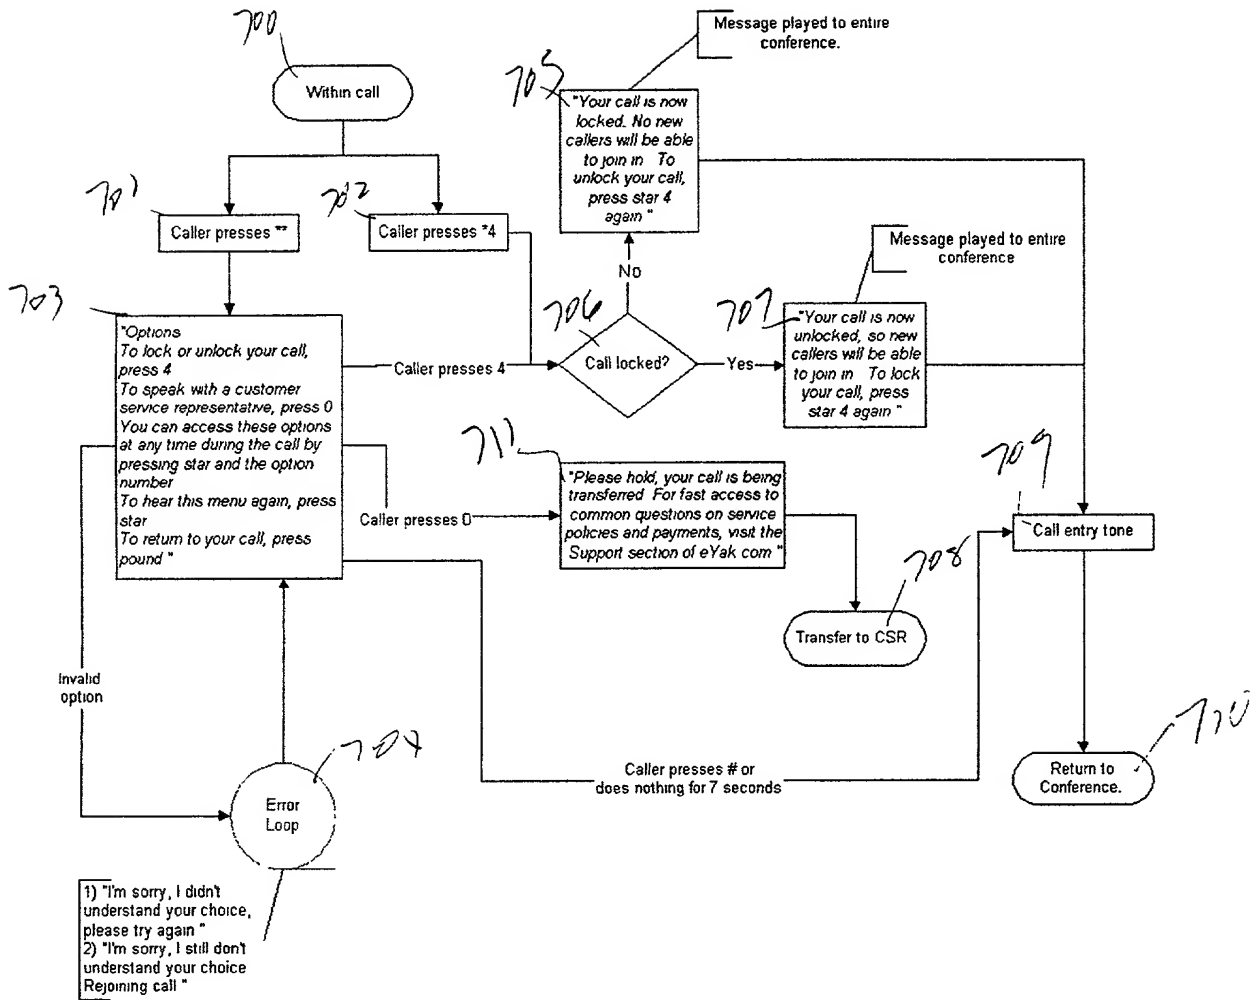 700
Within call
Message played to entire
conference.
705
"Your call is now
locked. No new
callers will be able
to join in To
unlock your call,
press star 4
again "
701
Caller presses **
702
Caller presses *4
No
Message played to entire
conference
703
"Options
To lock or unlock your call,
press 4
To speak with a customer
service representative, press 0
You can access these options
at any time during the call by
pressing star and the option
number
To hear this menu again, press
star
To return to your call, press
pound "
Caller presses 4
706
Call locked?
Yes
707
"Your call is now
unlocked, so new
callers will be able
to join in To lock
your call, press
star 4 again "
Caller presses 0
711
"Please hold, your call is being
transferred For fast access to
common questions on service
policies and payments, visit the
Support section of eYak com "
709
Call entry tone
708
Transfer to CSR
Invalid
option
704
Error
Loop
Caller presses # or
does nothing for 7 seconds
710
Return to
Conference.
1) "I'm sorry, I didn't
understand your choice,
please try again "
2) "I'm sorry, I still don't
understand your choice
Rejoining call "